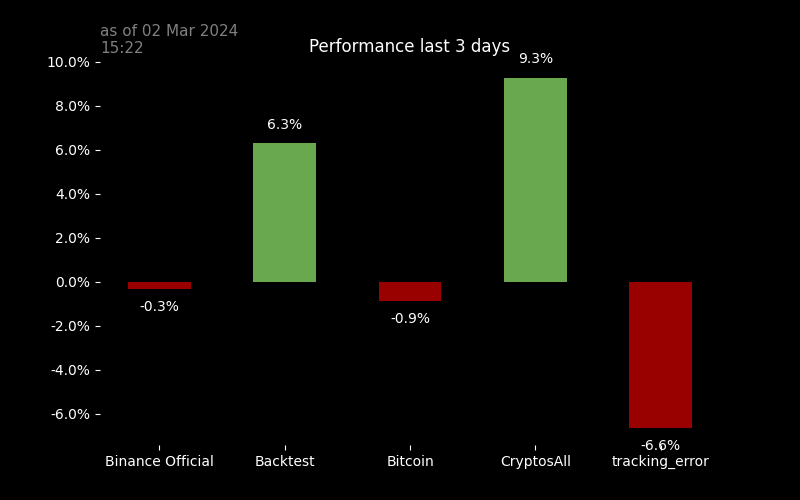 as of 02 Mar 2024
15:22
Performance last 3 days
10.0%
8.0%
6.0%
4.0%
2.0%
0.0%
-2.0%
-4.0%
-6.0%
-0.3%
6.3%
-0.9%
9.3%
-6.6%
Binance Official
Backtest
Bitcoin
CryptosAll
tracking_error